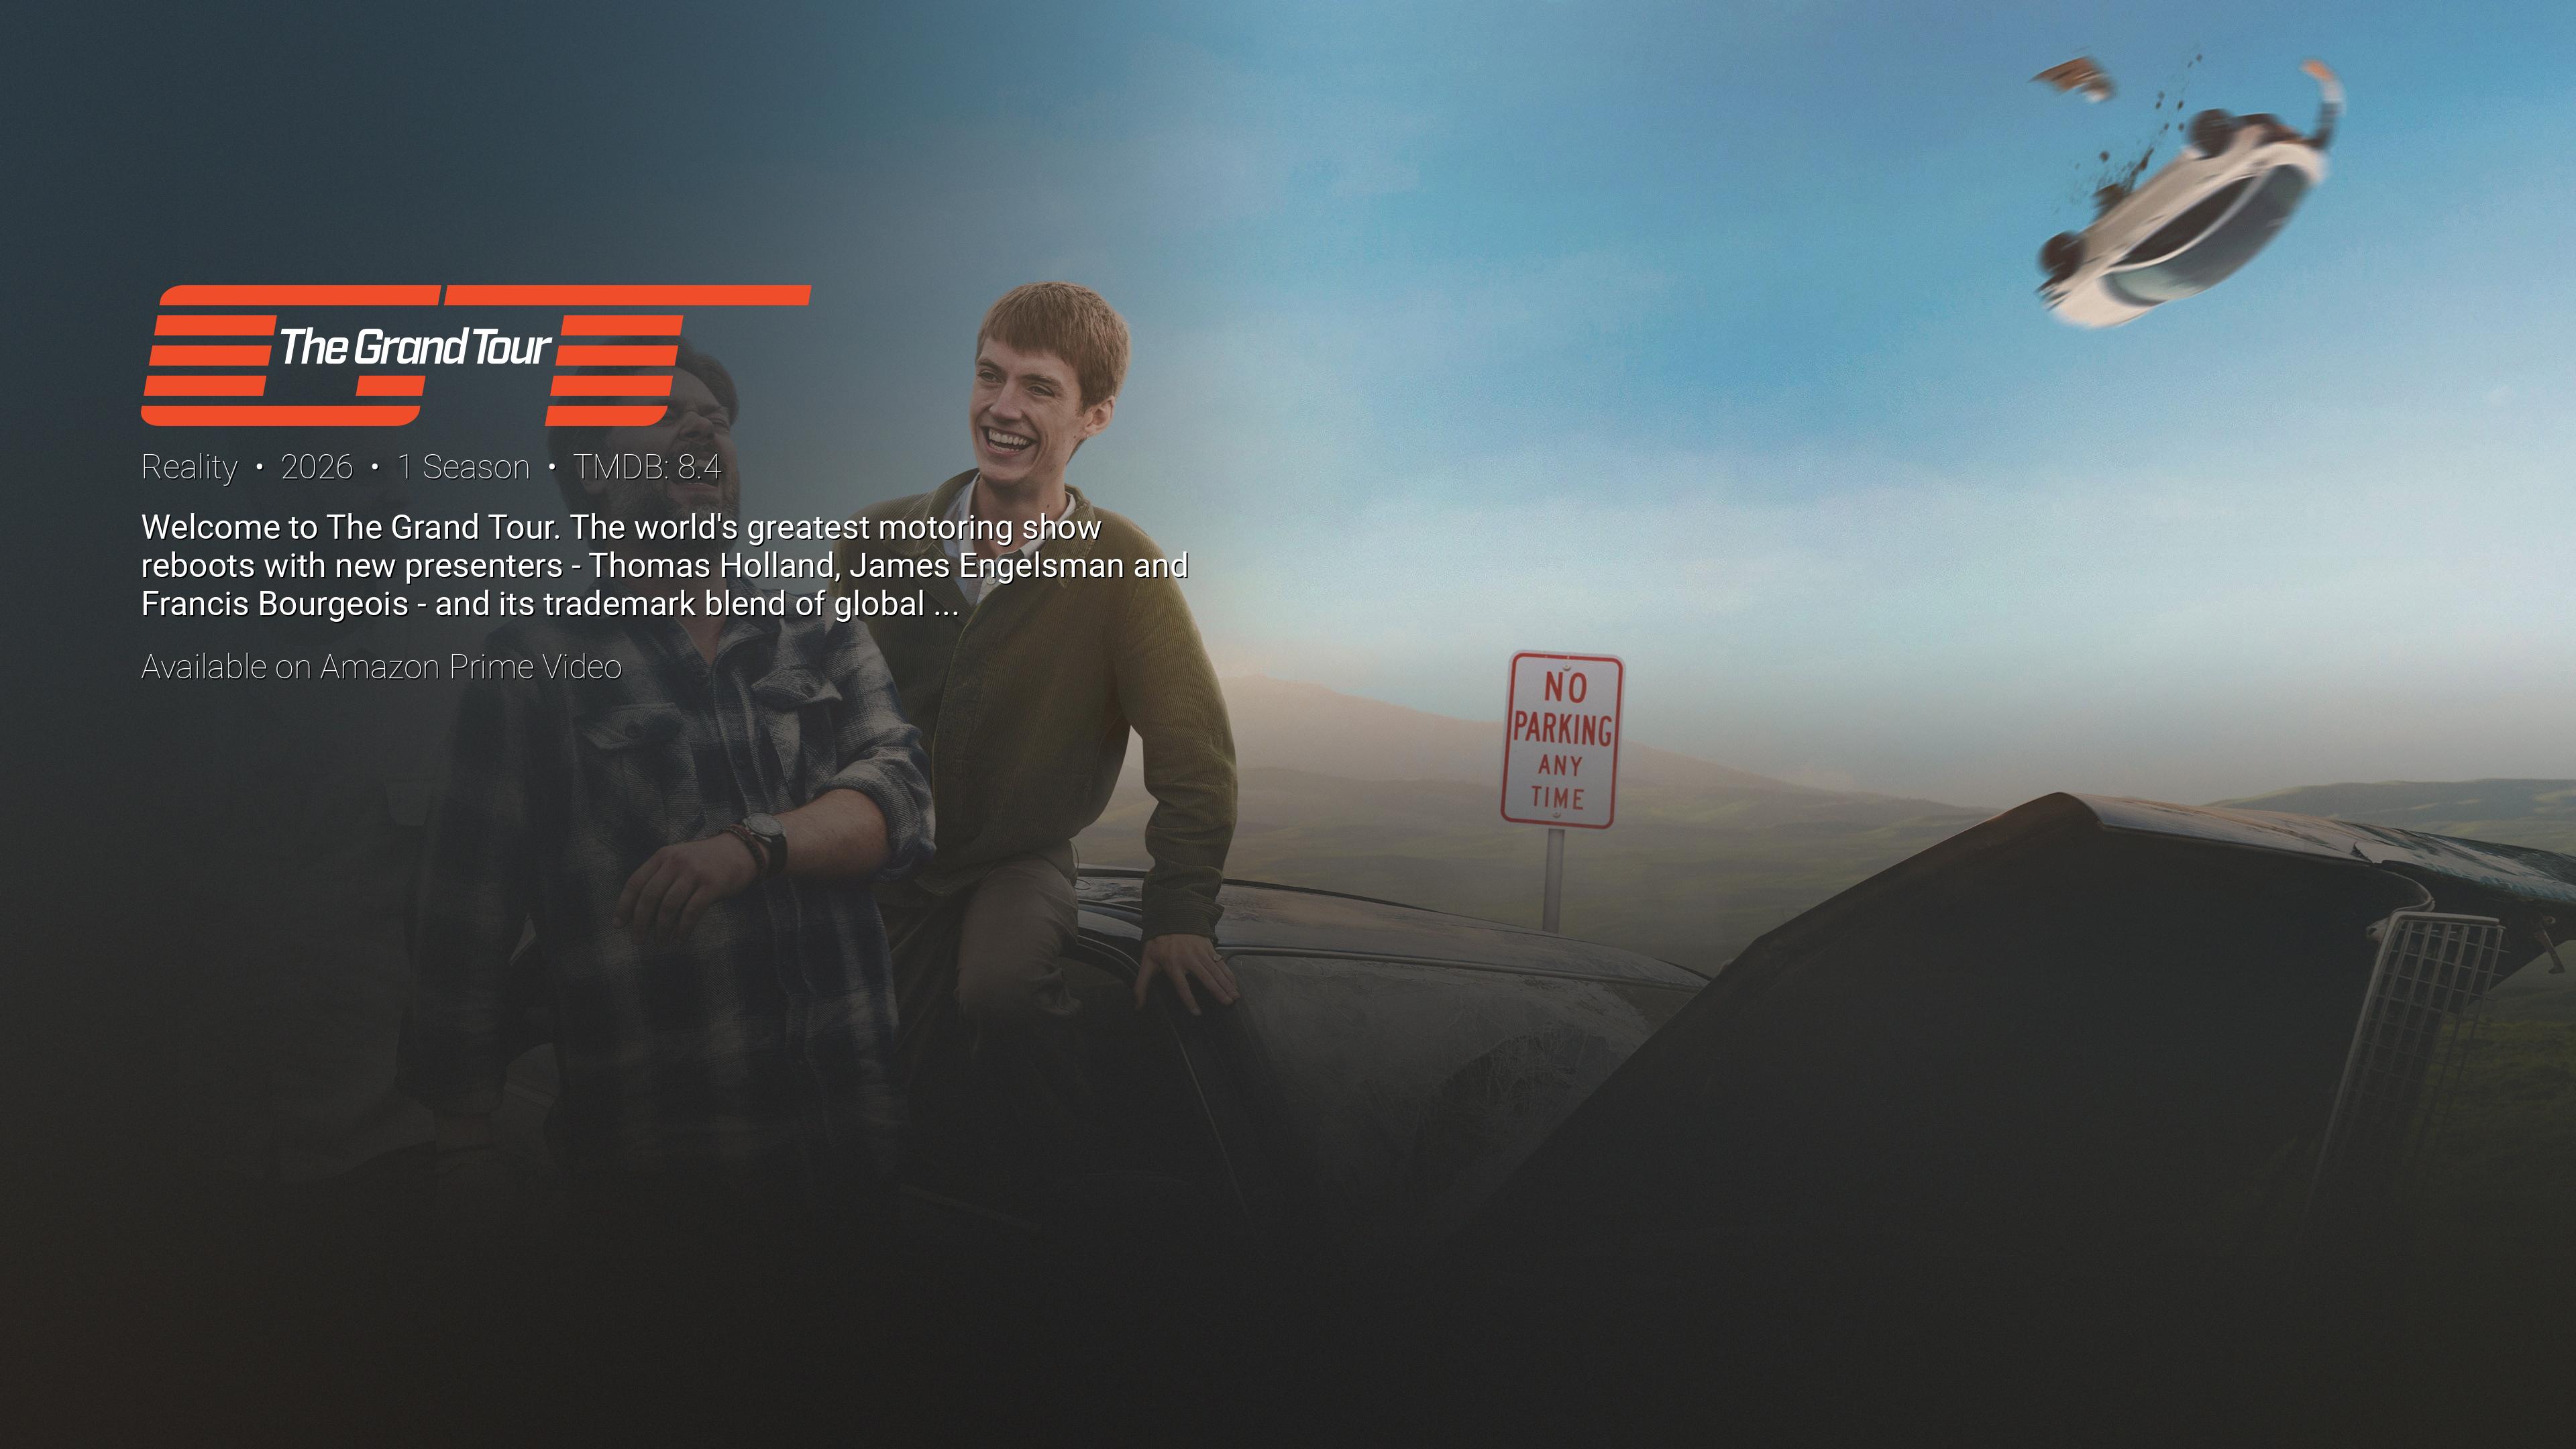 The Grand Tour
Reality • 2026 • 1 Season • TMDB: 8.4
Welcome to The Grand Tour. The world's greatest motoring show
reboots with new presenters - Thomas Holland, James Engelsman and
Francis Bourgeois - and its trademark blend of global ...
Available on Amazon Prime Video
NO
PARKING
ANY
TIME